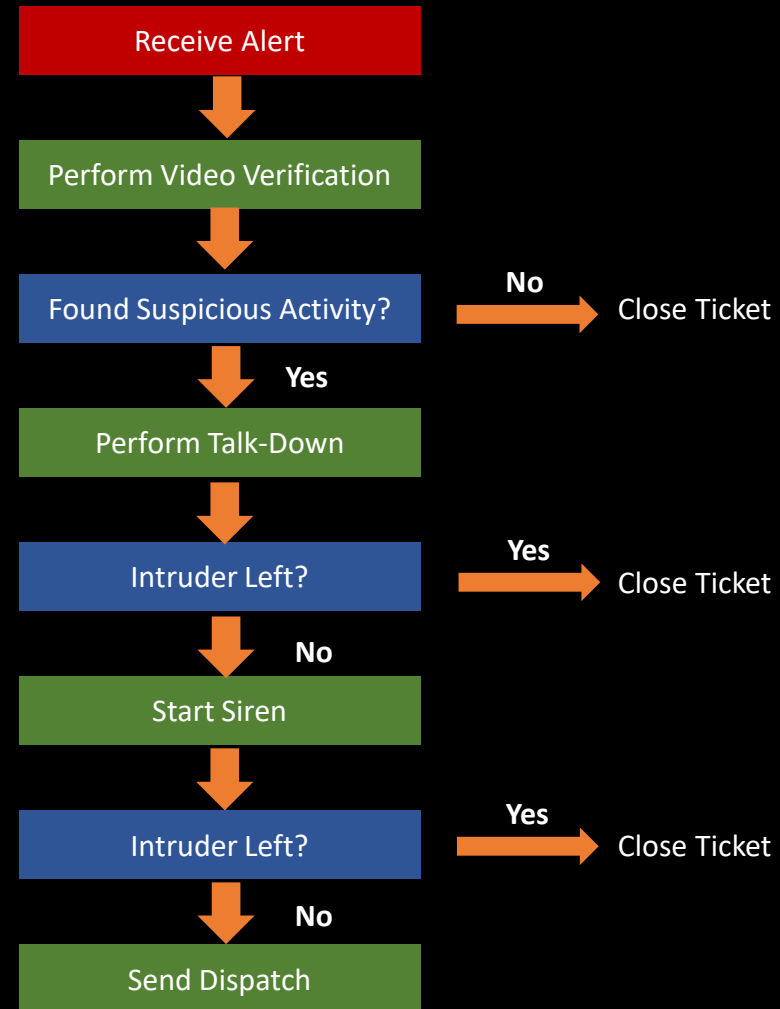 Receive Alert
Perform Video Verification
Found Suspicious Activity?
No
Close Ticket
Yes
Perform Talk-Down
Intruder Left?
Yes
Close Ticket
No
Start Siren
Intruder Left?
Yes
Close Ticket
No
Send Dispatch